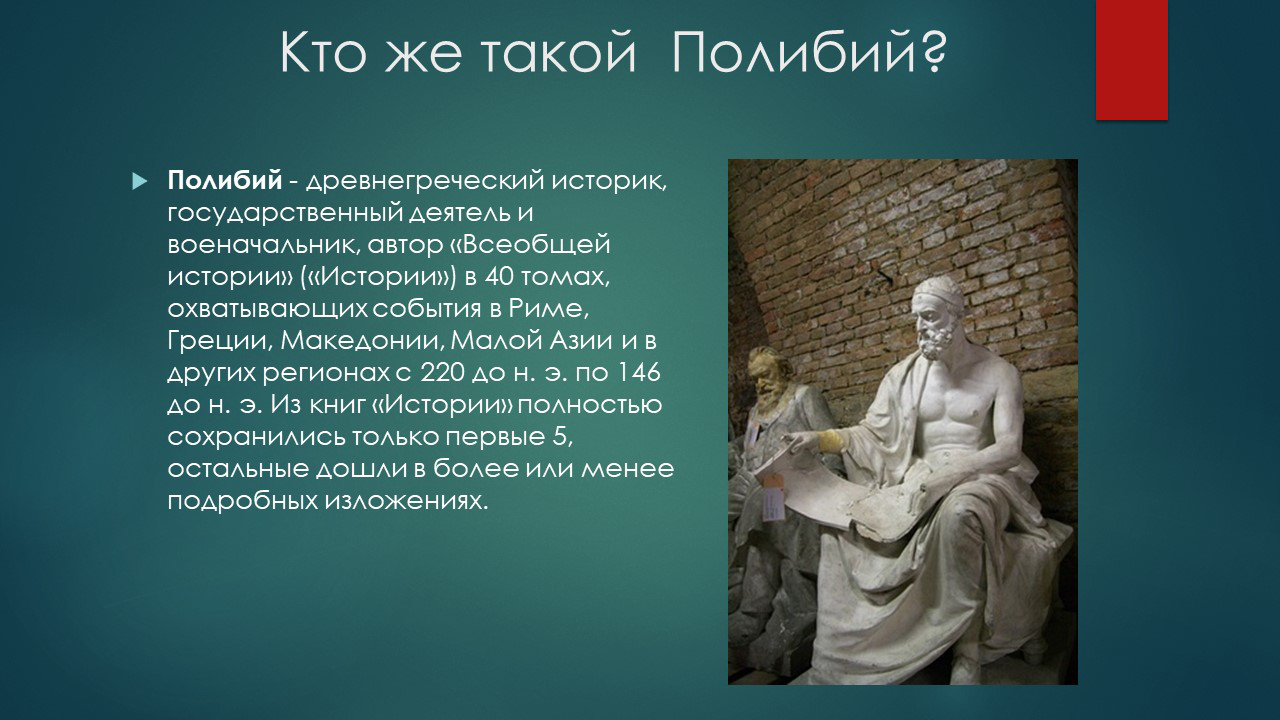 Кто же такой  Полибий?
Полибий - древнегреческий историк,
государственный деятель и
военачальник, автор «Всеобщей
истории» («Истории») в 40 томах,
охватывающих события в Риме,
Греции, Македонии, Малой Азии и в
других регионах с 220 до н. э. по 146
до н. э. Из книг «Истории» полностью
сохранились только первые 5,
остальные дошли в более или менее
подробных изложениях.